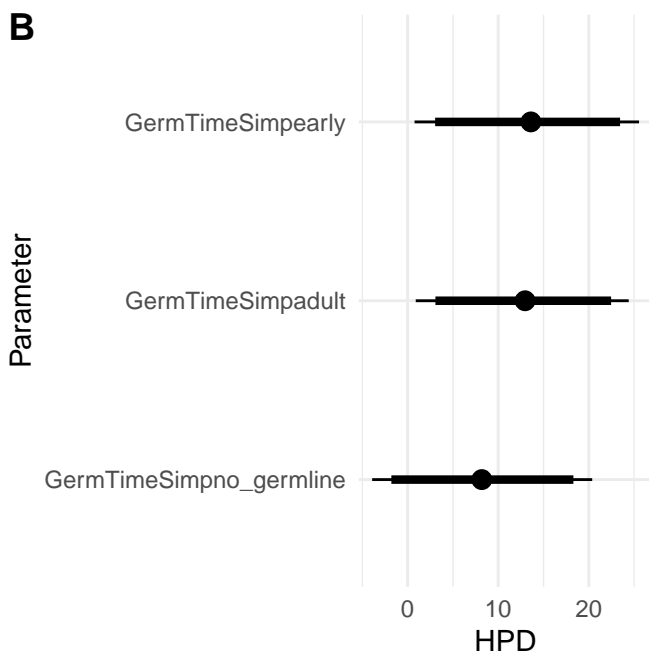 B
GermTimeSimpearly
GermTimeSimpadult
GermTimeSimpno_germline
Parameter
0 10 20
HPD